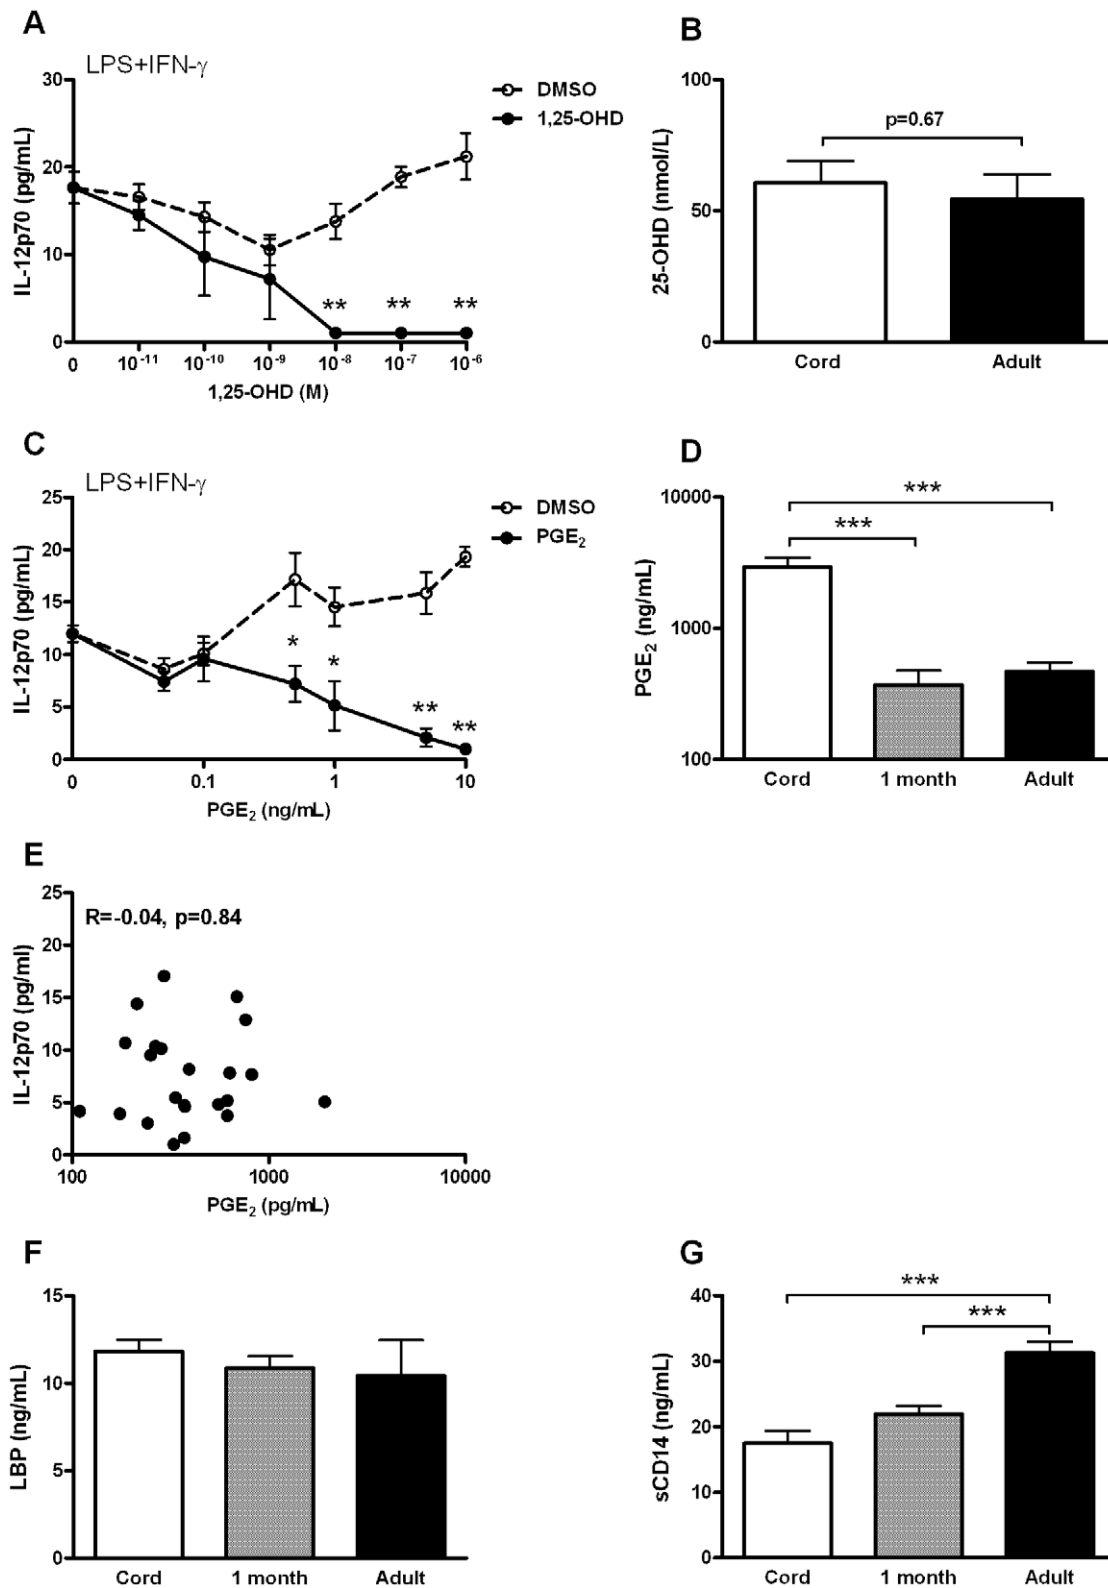 A
LPS+IFN-γ
30
20
10
0
IL-12p70 (pg/mL)
0 10⁻¹¹ 10⁻¹⁰ 10⁻⁹ 10⁻⁸ 10⁻⁷ 10⁻⁶
1,25-OHD (M)
DMSO
1,25-OHD
** ** **
B
100
50
0
25-OHD (nmol/L)
p=0.67
Cord Adult
C
LPS+IFN-γ
25
20
15
10
5
0
IL-12p70 (pg/mL)
0 0.1 1 10
PGE₂ (ng/mL)
DMSO
PGE₂
* * ** **
D
10000
1000
100
PGE₂ (ng/mL)
***
***
Cord 1 month Adult
E
25
20
15
10
5
0
IL-12p70 (pg/ml)
R=-0.04, p=0.84
100 1000 10000
PGE₂ (pg/mL)
F
15
10
5
0
LBP (ng/mL)
Cord 1 month Adult
G
40
30
20
10
0
sCD14 (ng/mL)
***
***
Cord 1 month Adult